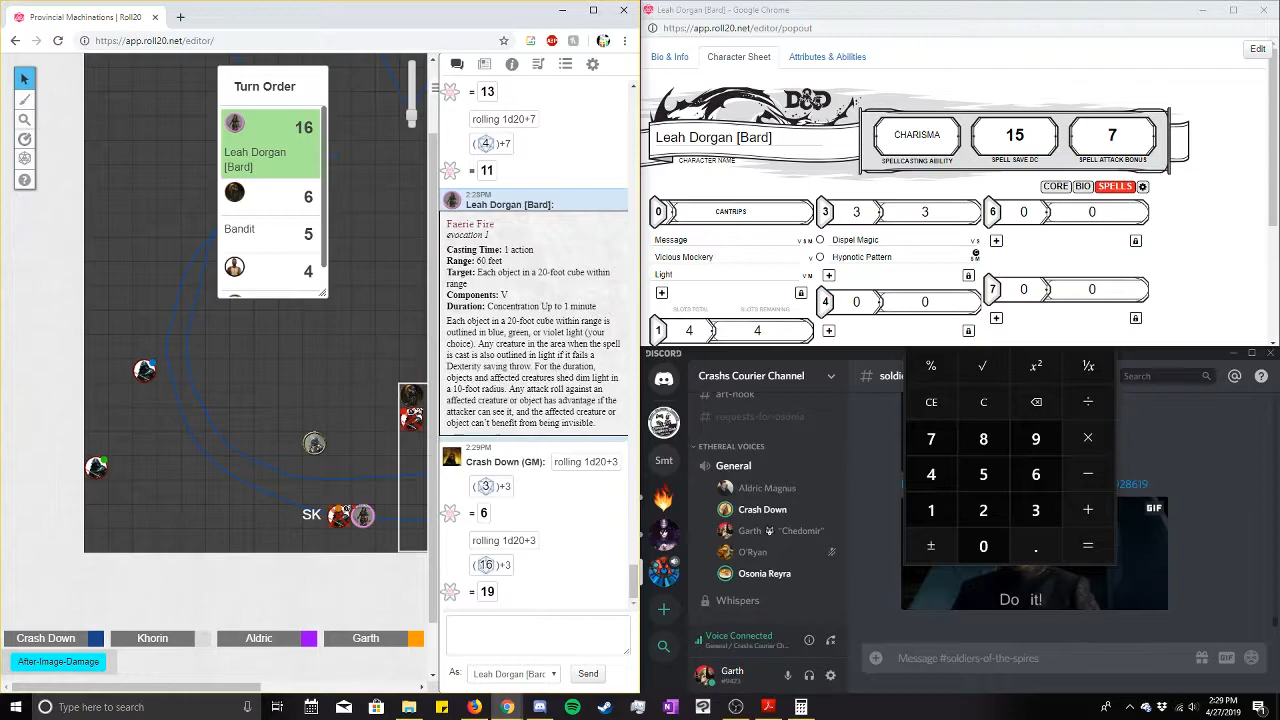 Provincial Machinations | Roll20
https://app.roll20.net/editor/
Turn Order
16
Leah Dorgan
[Bard]
6
Bandit
5
4
SK
Crash Down
Khorin
Aldric
Garth
After-Image-Damage
= 13
rolling 1d20+7
( 4 )+7
= 11
2:28PM
Leah Dorgan [Bard]:
Faerie Fire
evocation 1
Casting Time: 1 action
Range: 60 feet
Target: Each object in a 20-foot cube within
range
Components: V
Duration: Concentration Up to 1 minute
Each object in a 20-foot cube within range is
outlined in blue, green, or violet light (your
choice). Any creature in the area when the spell
is cast is also outlined in light if it fails a
Dexterity saving throw. For the duration,
objects and affected creatures shed dim light in
a 10-foot radius. Any attack roll against an
affected creature or object has advantage if the
attacker can see it, and the affected creature or
object can't benefit from being invisible.
2:29PM
Crash Down (GM): rolling 1d20+3
( 3 )+3
= 6
rolling 1d20+3
( 16 )+3
= 19
As: Leah Dorgan [Bard Send
Leah Dorgan [Bard] - Google Chrome
https://app.roll20.net/editor/popout
Bio & Info
Character Sheet
Attributes & Abilities
Edit
D&D
Leah Dorgan [Bard]
CHARACTER NAME
CHARISMA
SPELLCASTING ABILITY
15
SPELL SAVE DC
7
SPELL ATTACK BONUS
CORE BIO SPELLS
0 CANTRIPS
Message V S M
Vicious Mockery V
Light V M
SLOTS TOTAL SLOTS REMAINING
1 4 4
3 3 3
Dispel Magic V S
Hypnotic Pattern C S M
4 0 0
6 0 0
7 0 0
DISCORD
Crashs Courier Channel
# art-nook
# requests-for-osonia
ETHEREAL VOICES
General
Aldric Magnus
Crash Down
Garth "Chedomir"
O'Ryan
Osonia Reyra
Whispers
Smt
Voice Connected
General / Crashs Courier Ch...
Garth
#9423
# soldi
Search
928619
GIF
Do it!
Message #soldiers-of-the-spires
GIF
% √ x² ¹/x
CE C ÷
7 8 9 ×
4 5 6 −
1 2 3 +
± 0 . =
Type here to search
2:29 PM
4/27/2019